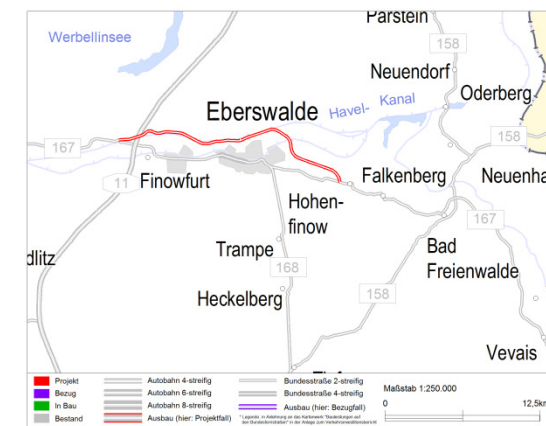 Parstein
Werbellinsee
158
Neuendorf
Oderberg
Eberswalde
Havel- Kanal
167
158
Finowfurt
Falkenberg
Neuenha
11
Hohen-
finow
167
Trampe
Bad
Freienwalde
dlitz
168
158
Heckelberg
Vevais
Projekt
Bezug
In Bau
Bestand
Autobahn 4-streifig
Autobahn 6-streifig
Autobahn 8-streifig
Ausbau (hier: Projektfall)
Bundesstraße 2-streifig
Bundesstraße 4-streifig
Ausbau (hier: Bezugfall)
Maßstab 1:250.000
0 12,5km